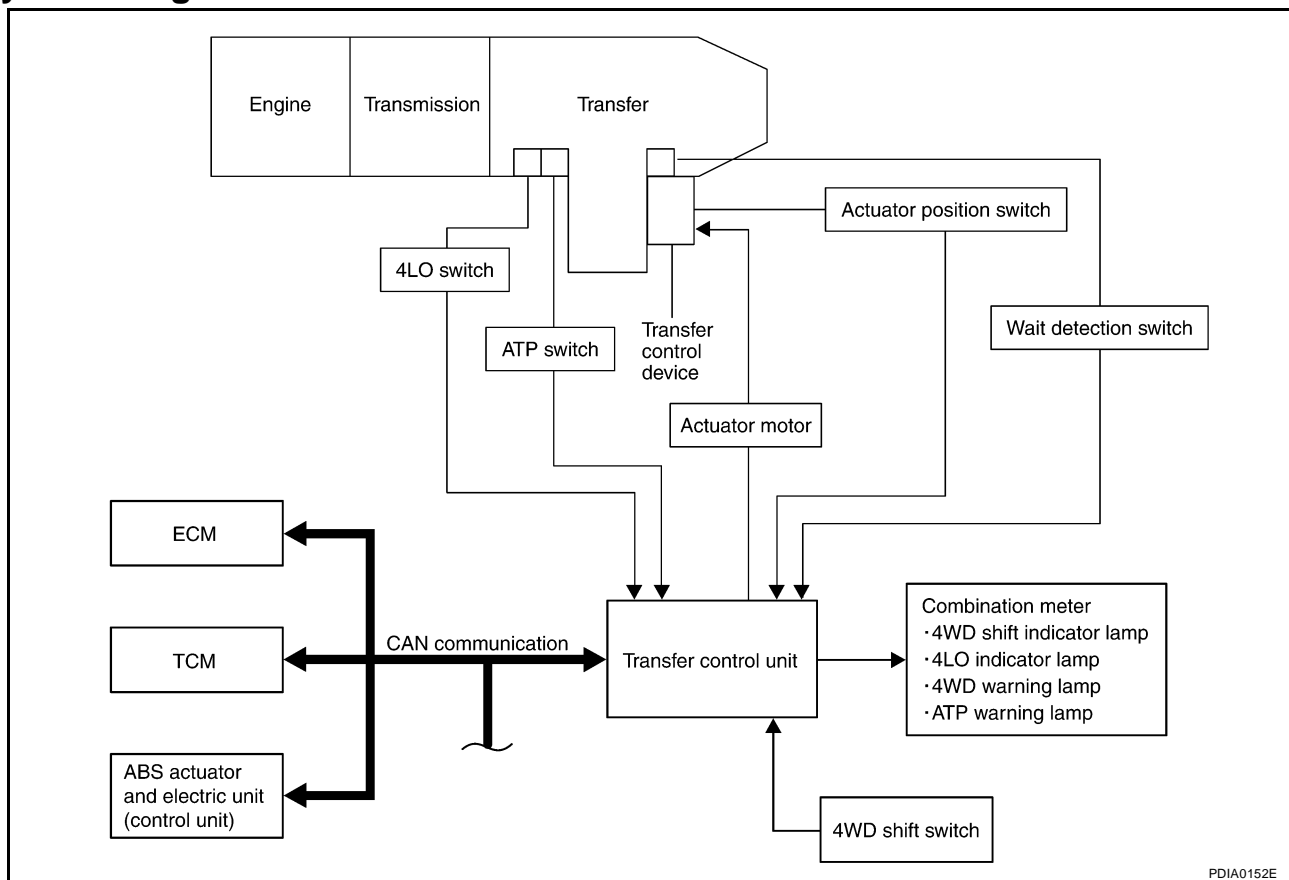 Engine
Transmission
Transfer
Actuator position switch
4LO switch
Wait detection switch
Transfer
control
device
ATP switch
Actuator motor
ECM
CAN communication
TCM
Transfer control unit
Combination meter
·4WD shift indicator lamp
·4LO indicator lamp
·4WD warning lamp
·ATP warning lamp
ABS actuator
and electric unit
(control unit)
4WD shift switch
PDIA0152E